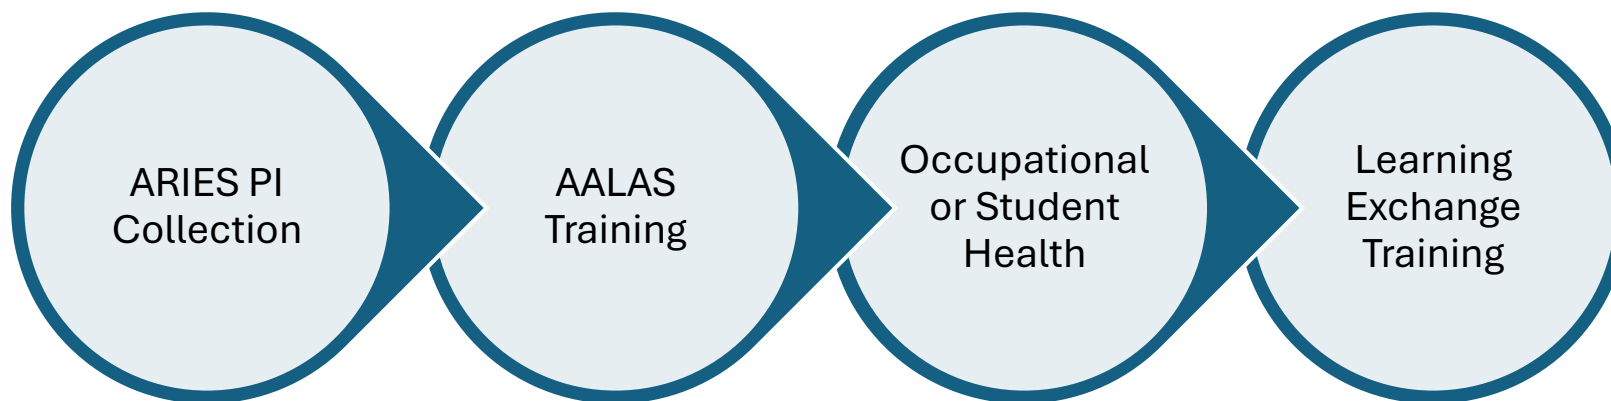 ARIES PI
Collection
AALAS
Training
Occupational
or Student
Health
Learning
Exchange
Training